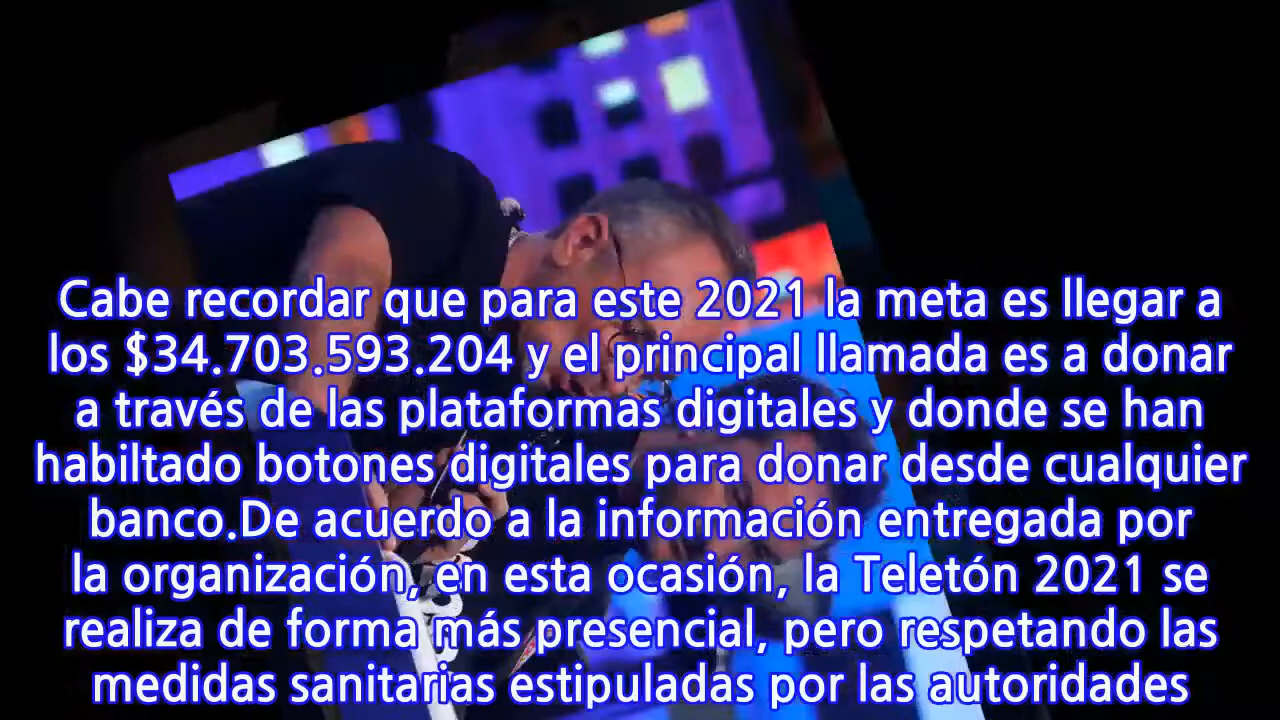 Cabe recordar que para este 2021 la meta es llegar a
los $34.703.593.204 y el principal llamada es a donar
a través de las plataformas digitales y donde se han
habiltado botones digitales para donar desde cualquier
banco.De acuerdo a la información entregada por
la organización, en esta ocasión, la Teletón 2021 se
realiza de forma más presencial, pero respetando las
medidas sanitarias estipuladas por las autoridades